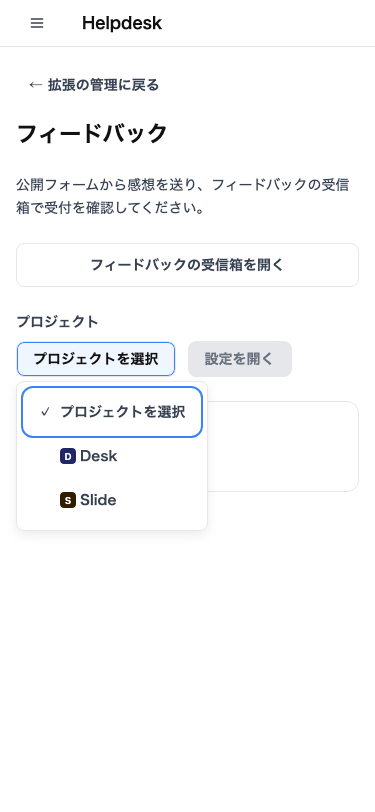 Helpdesk
← 拡張の管理に戻る
フィードバック
公開フォームから感想を送り、フィードバックの受信
箱で受付を確認してください。
フィードバックの受信箱を開く
プロジェクト
プロジェクトを選択 設定を開く
✓ プロジェクトを選択
D Desk
S Slide